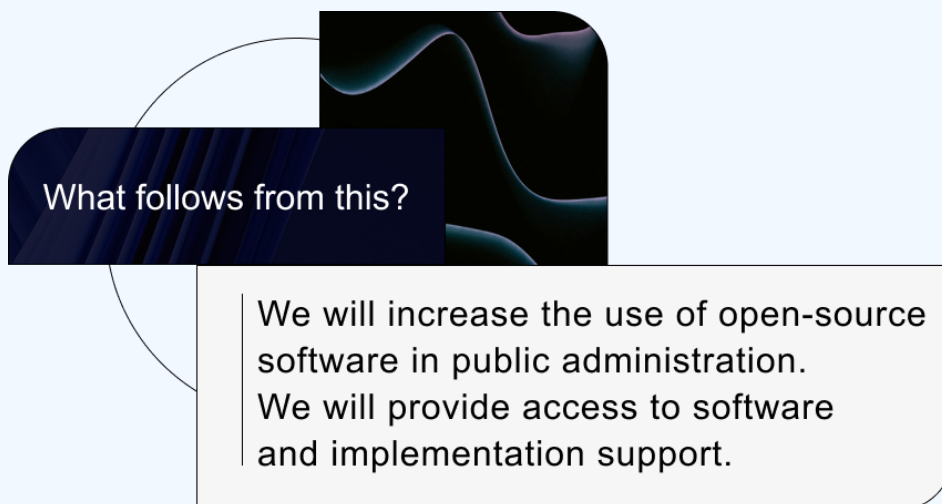 What follows from this?
We will increase the use of open-source
software in public administration.
We will provide access to software
and implementation support.